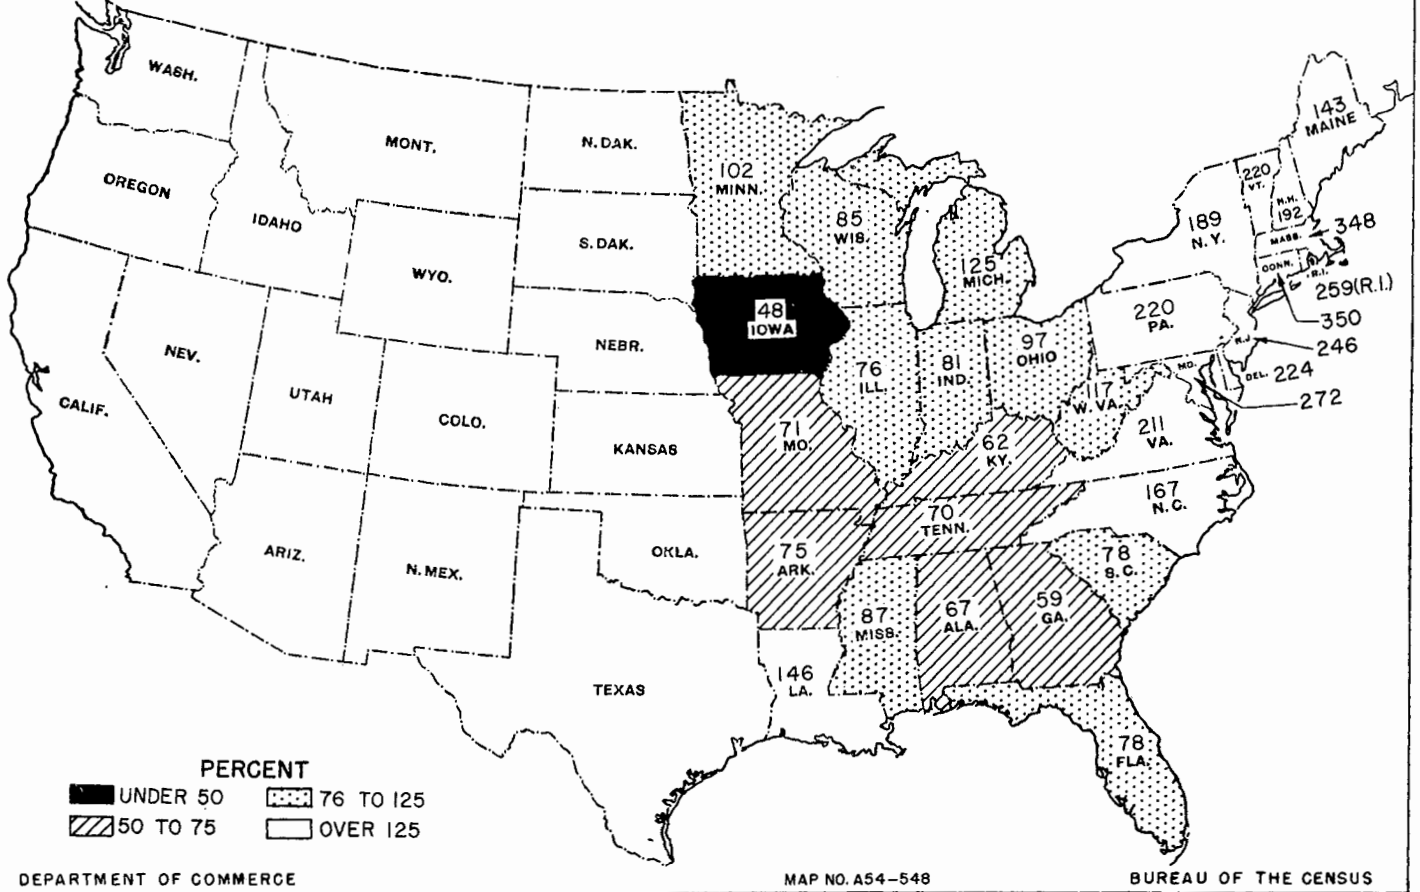 WASH.
OREGON
IDAHO
MONT.
WYO.
N. DAK.
S. DAK.
NEBR.
KANSAS
OKLA.
TEXAS
N. MEX.
ARIZ.
COLO.
UTAH
NEV.
CALIF.
102
MINN.
85
WIS.
125
MICH.
48
IOWA
76
ILL.
81
IND.
97
OHIO
71
MO.
62
KY.
117
W. VA.
70
TENN.
75
ARK.
87
MISS.
67
ALA.
59
GA.
78
S.C.
78
FLA.
146
LA.
167
N.C.
211
VA.
220
PA.
189
N.Y.
220
VT.
N.H.
192
143
MAINE
MASS.
348
CONN.
R.I.
259(R.I.)
350
N.J.
246
MD.
DEL. 224
272
PERCENT
UNDER 50
76 TO 125
50 TO 75
OVER 125
DEPARTMENT OF COMMERCE
MAP NO. A54-548
BUREAU OF THE CENSUS